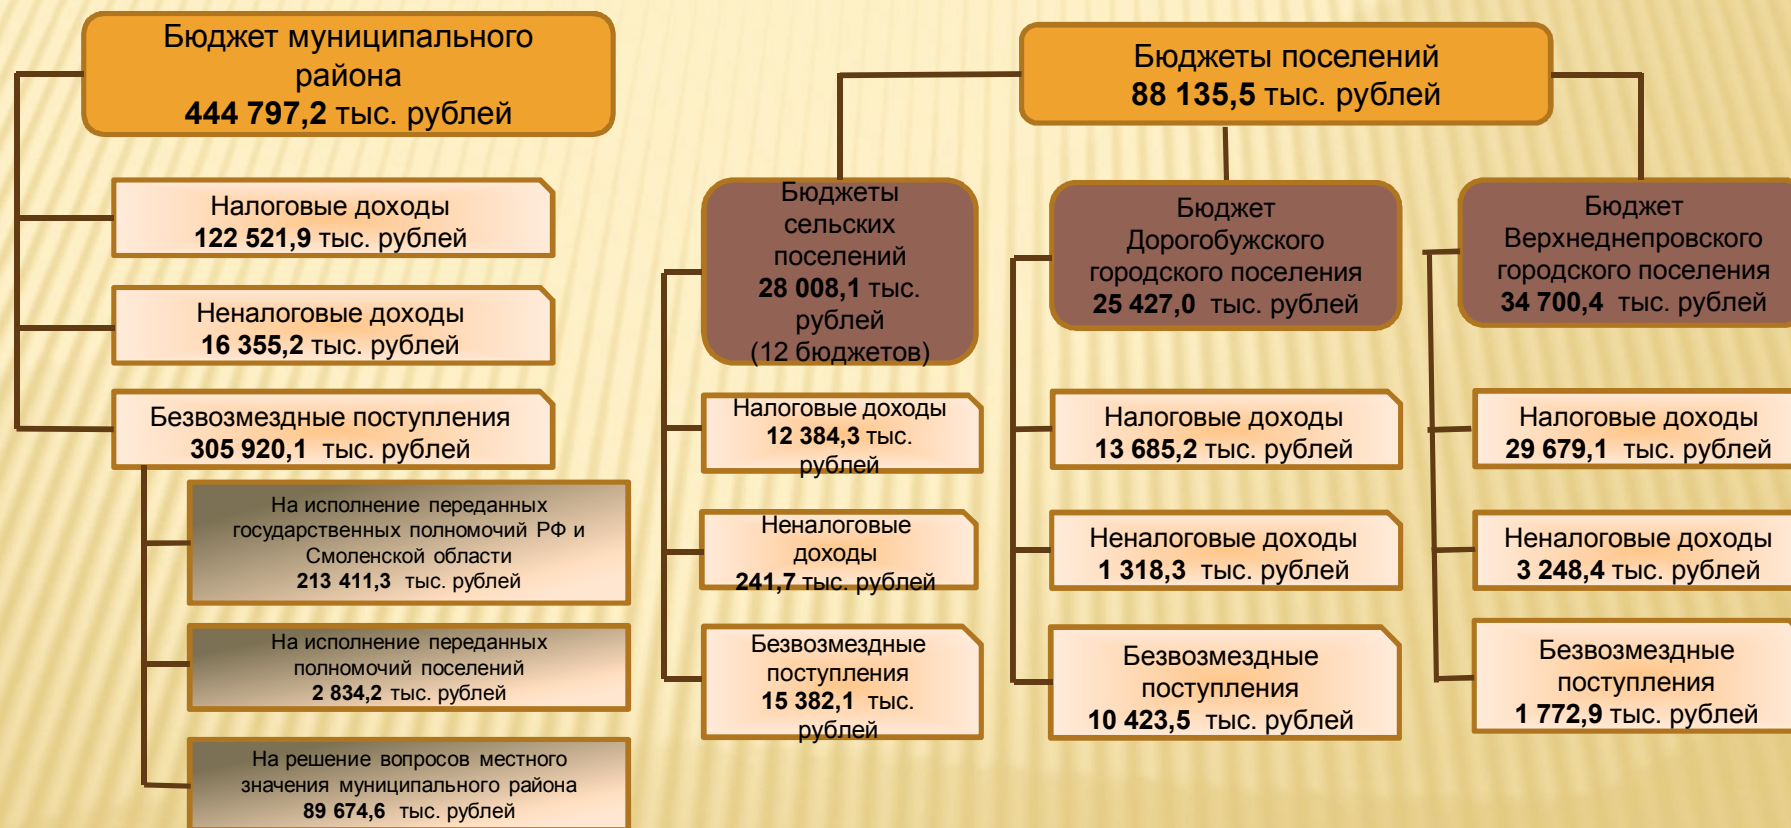 Бюджет муниципального
района
444 797,2 тыс. рублей
Налоговые доходы
122 521,9 тыс. рублей
Неналоговые доходы
16 355,2 тыс. рублей
Безвозмездные поступления
305 920,1 тыс. рублей
На исполнение переданных
государственных полномочий РФ и
Смоленской области
213 411,3 тыс. рублей
На исполнение переданных
полномочий поселений
2 834,2 тыс. рублей
На решение вопросов местного
значения муниципального района
89 674,6 тыс. рублей
Бюджеты поселений
88 135,5 тыс. рублей
Бюджеты
сельских
поселений
28 008,1 тыс.
рублей
(12 бюджетов)
Налоговые доходы
12 384,3 тыс.
рублей
Неналоговые
доходы
241,7 тыс. рублей
Безвозмездные
поступления
15 382,1 тыс.
рублей
Бюджет
Дорогобужского
городского поселения
25 427,0 тыс. рублей
Налоговые доходы
13 685,2 тыс. рублей
Неналоговые доходы
1 318,3 тыс. рублей
Безвозмездные
поступления
10 423,5 тыс. рублей
Бюджет
Верхнеднепровского
городского поселения
34 700,4 тыс. рублей
Налоговые доходы
29 679,1 тыс. рублей
Неналоговые доходы
3 248,4 тыс. рублей
Безвозмездные
поступления
1 772,9 тыс. рублей